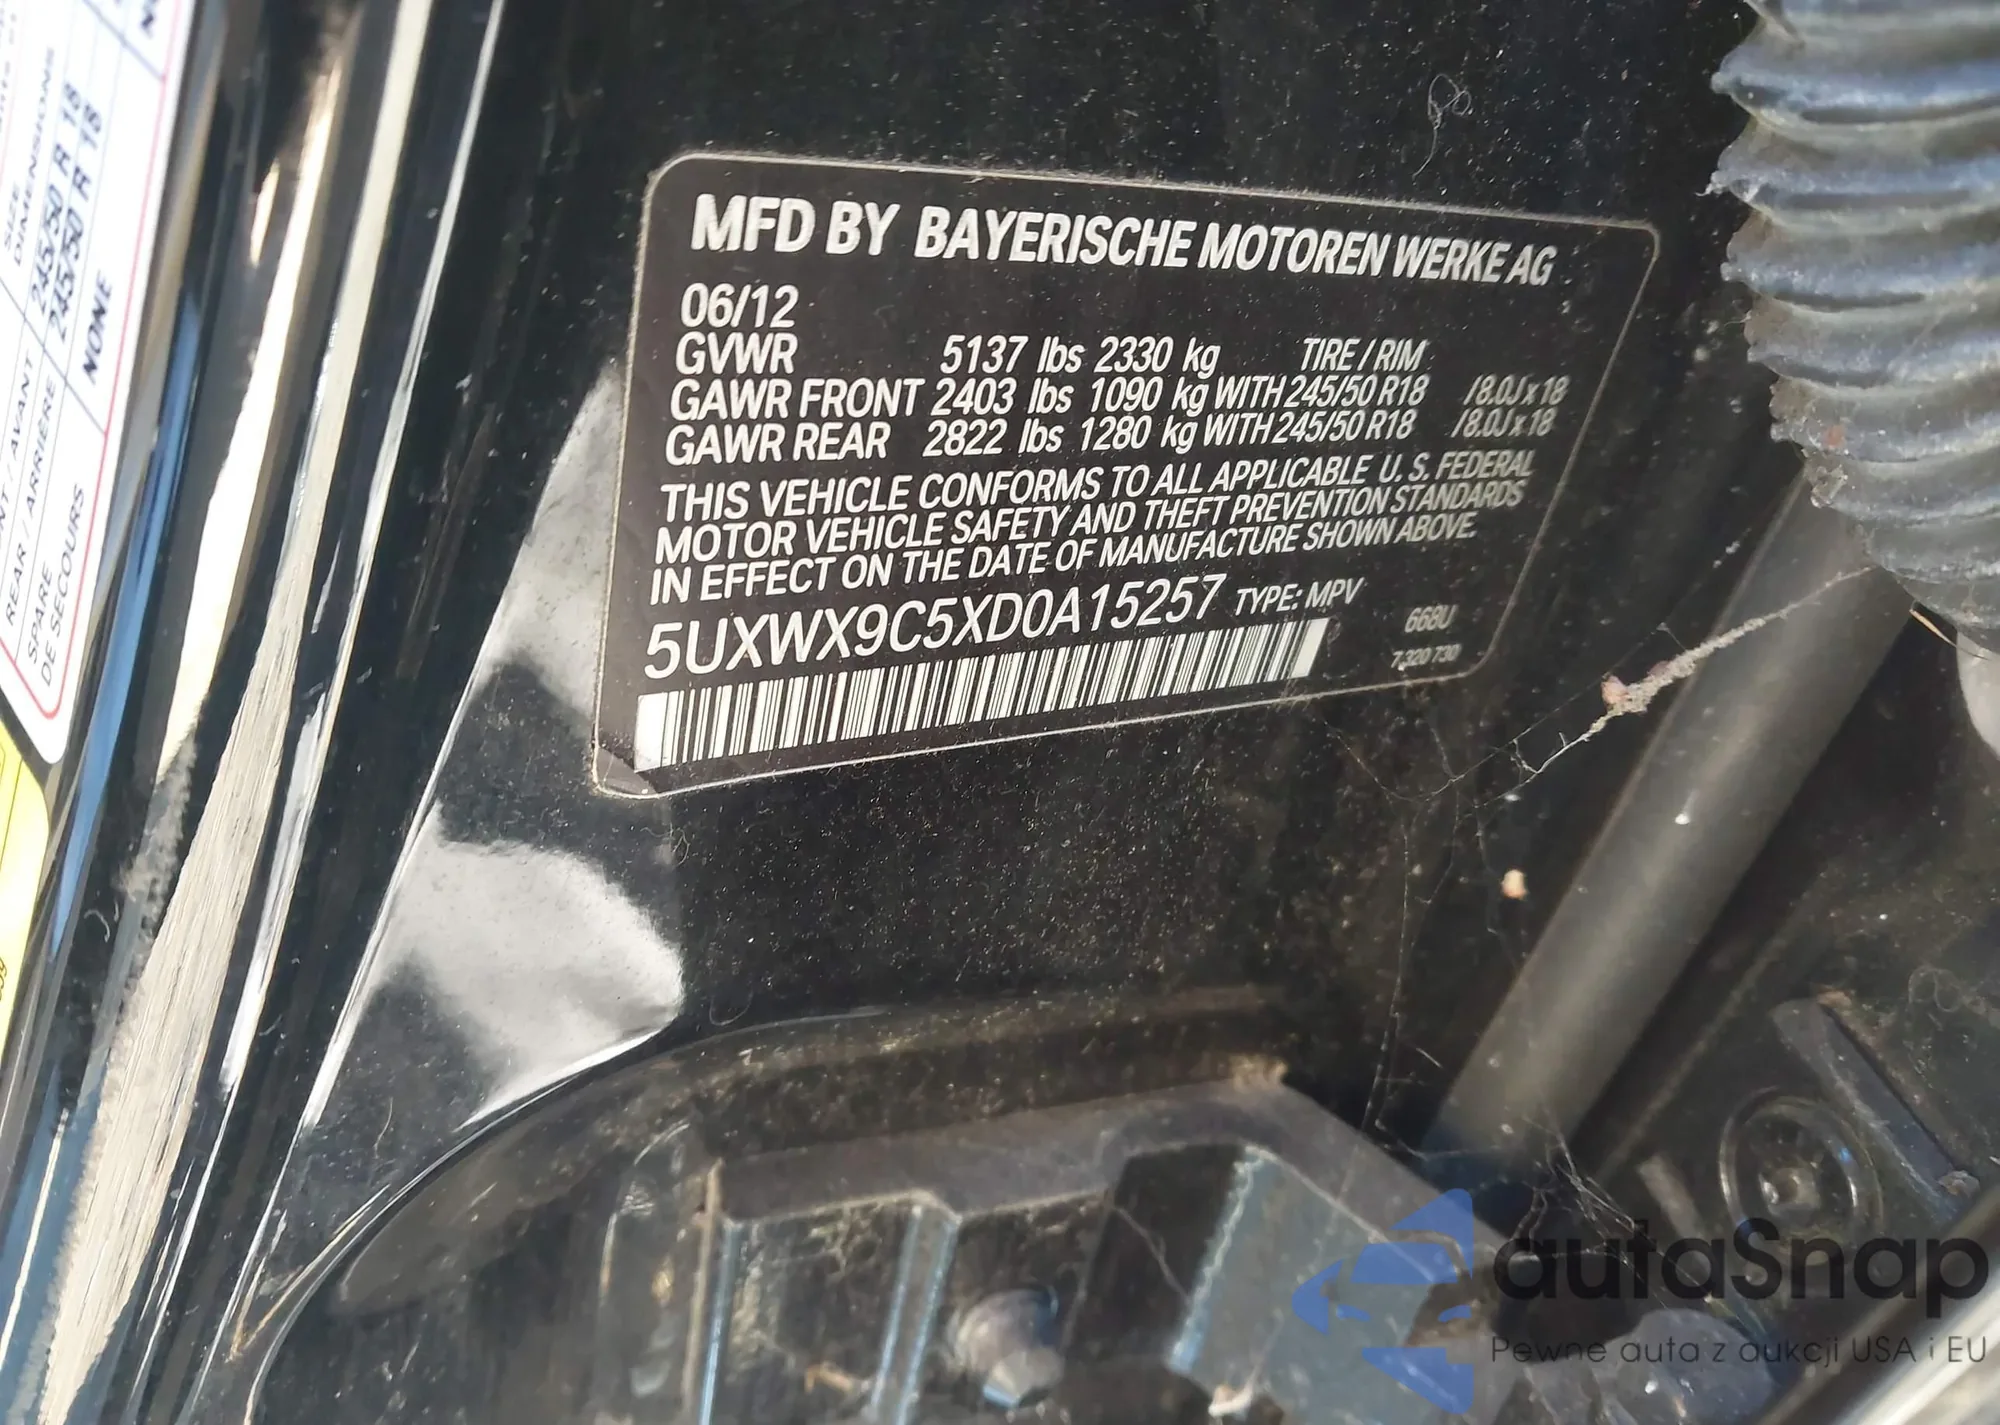 MFD BY BAYERISCHE MOTOREN WERKE AG
06/12
GVWR 5137 lbs 2330 kg TIRE / RIM
GAWR FRONT 2403 lbs 1090 kg WITH 245/50 R18 / 8.0J x 18
GAWR REAR 2822 lbs 1280 kg WITH 245/50 R18 / 8.0J x 18
THIS VEHICLE CONFORMS TO ALL APPLICABLE U. S. FEDERAL
MOTOR VEHICLE SAFETY AND THEFT PREVENTION STANDARDS
IN EFFECT ON THE DATE OF MANUFACTURE SHOWN ABOVE.
5UXWX9C5XD0A15257 TYPE: MPV
668U
7 320 730
SIZE
DIMENSIONS
/ AVANT 245/50 R 18
REAR / ARRIÈRE 245/50 R 18
SPARE NONE
DE SECOURS
autaSnap
Pewne auta z aukcji USA i EU